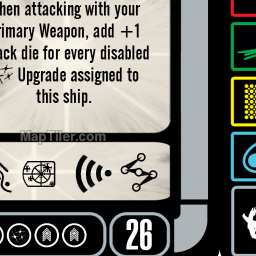 hen attacking with your
rimary Weapon, add +1
ack die for every disabled
Upgrade assigned to
this ship.
MapTiler.com
26